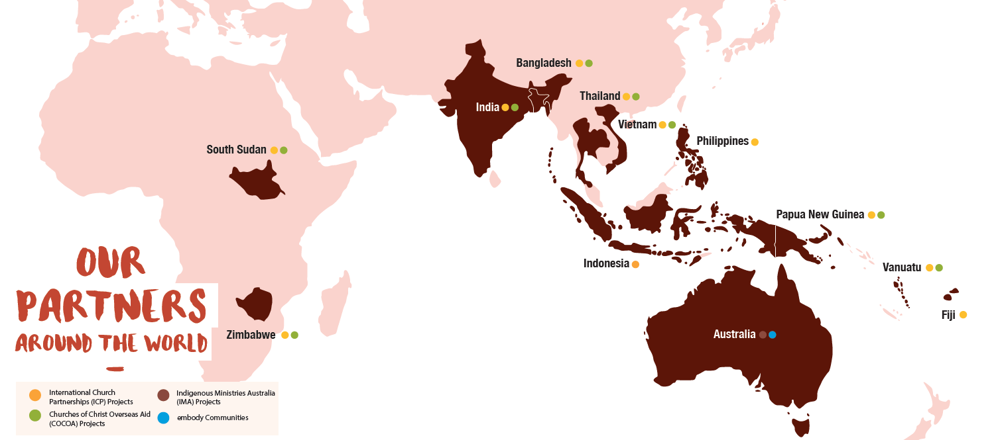 Bangladesh
Thailand
India
Vietnam
Philippines
South Sudan
Papua New Guinea
Indonesia
Vanuatu
Fiji
Australia
Zimbabwe
OUR
PARTNERS
AROUND THE WORLD
International Church
Partnerships (ICP) Projects
Churches of Christ Overseas Aid
(COCOA) Projects
Indigenous Ministries Australia
(IMA) Projects
embody Communities